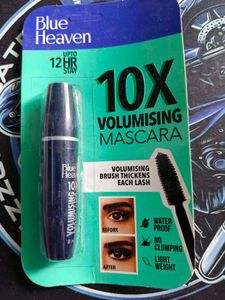 Blue
Heaven
UPTO
12 HR
STAY
10X
VOLUMISING
MASCARA
VOLUMISING
BRUSH THICKENS
EACH LASH
Blue
Heaven
10
VOLUMISING
BEFORE
AFTER
WATER
PROOF
NO
CLUMPING
LIGHT
WEIGHT